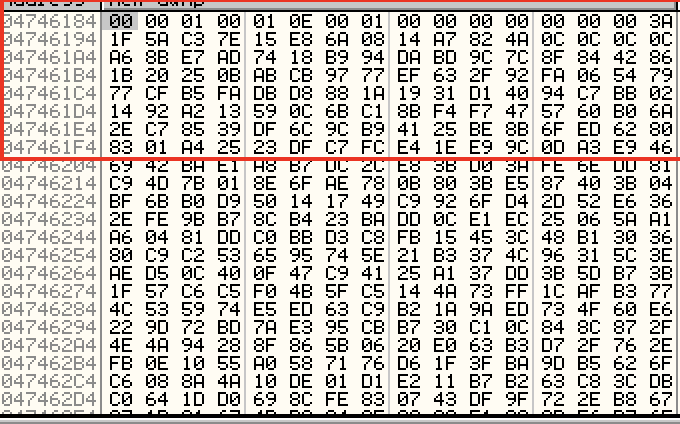 04746184 00 00 01 00 01 0E 00 01 00 00 00 00 00 00 00 3A
04746194 1F 5A C3 7E 15 E8 6A 08 14 A7 82 4A 0C 0C 0C 0C
047461A4 A6 8B E7 AD 74 18 B9 94 DA BD 9C 7C 8F 84 42 86
047461B4 1B 20 25 0B AB CB 97 77 EF 63 2F 92 FA 06 54 79
047461C4 77 CF B5 FA DB D8 88 1A 19 31 D1 40 94 C7 BB 02
047461D4 14 92 A2 13 59 0C 6B C1 8B F4 F7 47 57 60 B0 6A
047461E4 2E C7 85 39 DF 6C 9C B9 41 25 BE 8B 6F ED 62 80
047461F4 83 01 A4 25 23 DF C7 FC E4 1E E9 9C 0D A3 E9 46
04746204 69 42 BA E1 A8 B7 DC 2C E8 3B D0 3A FE 6E DD 81
04746214 C9 4D 7B 01 8E 6F AE 78 0B 80 3B E5 87 40 3B 04
04746224 BF 6B B0 D9 50 14 17 49 C9 92 6F D4 2D 52 E6 36
04746234 2E FE 9B B7 8C B4 23 BA DD 0C E1 EC 25 06 5A A1
04746244 A6 04 81 DD C0 BB D3 C8 FB 15 45 3C 48 B1 30 36
04746254 80 C9 C2 53 65 95 74 5E 21 B3 37 4C 96 31 5C 3E
04746264 AE D5 0C 40 0F 47 C9 41 25 A1 37 DD 3B 5D B7 3B
04746274 1F 57 C6 C5 F0 4B 5F C5 14 4A 73 FF 1C AF B3 77
04746284 4C 53 59 74 E5 ED 63 C9 B2 1A 9A ED 73 4F 60 E6
04746294 22 9D 72 BD 7A E3 95 CB B7 30 C1 0C 84 8C 87 2F
047462A4 4E 4A 94 28 8F 86 5B 06 20 E0 63 B3 D7 2F 76 2E
047462B4 FB 0E 10 55 A0 58 71 76 D6 1F 3F BA 9D B5 62 6F
047462C4 C6 08 8A 4A 10 DE 01 D1 E2 11 B7 B2 63 C8 3C DB
047462D4 C0 64 1D D0 69 8C FE 83 07 43 DF 9F 72 2E B8 67